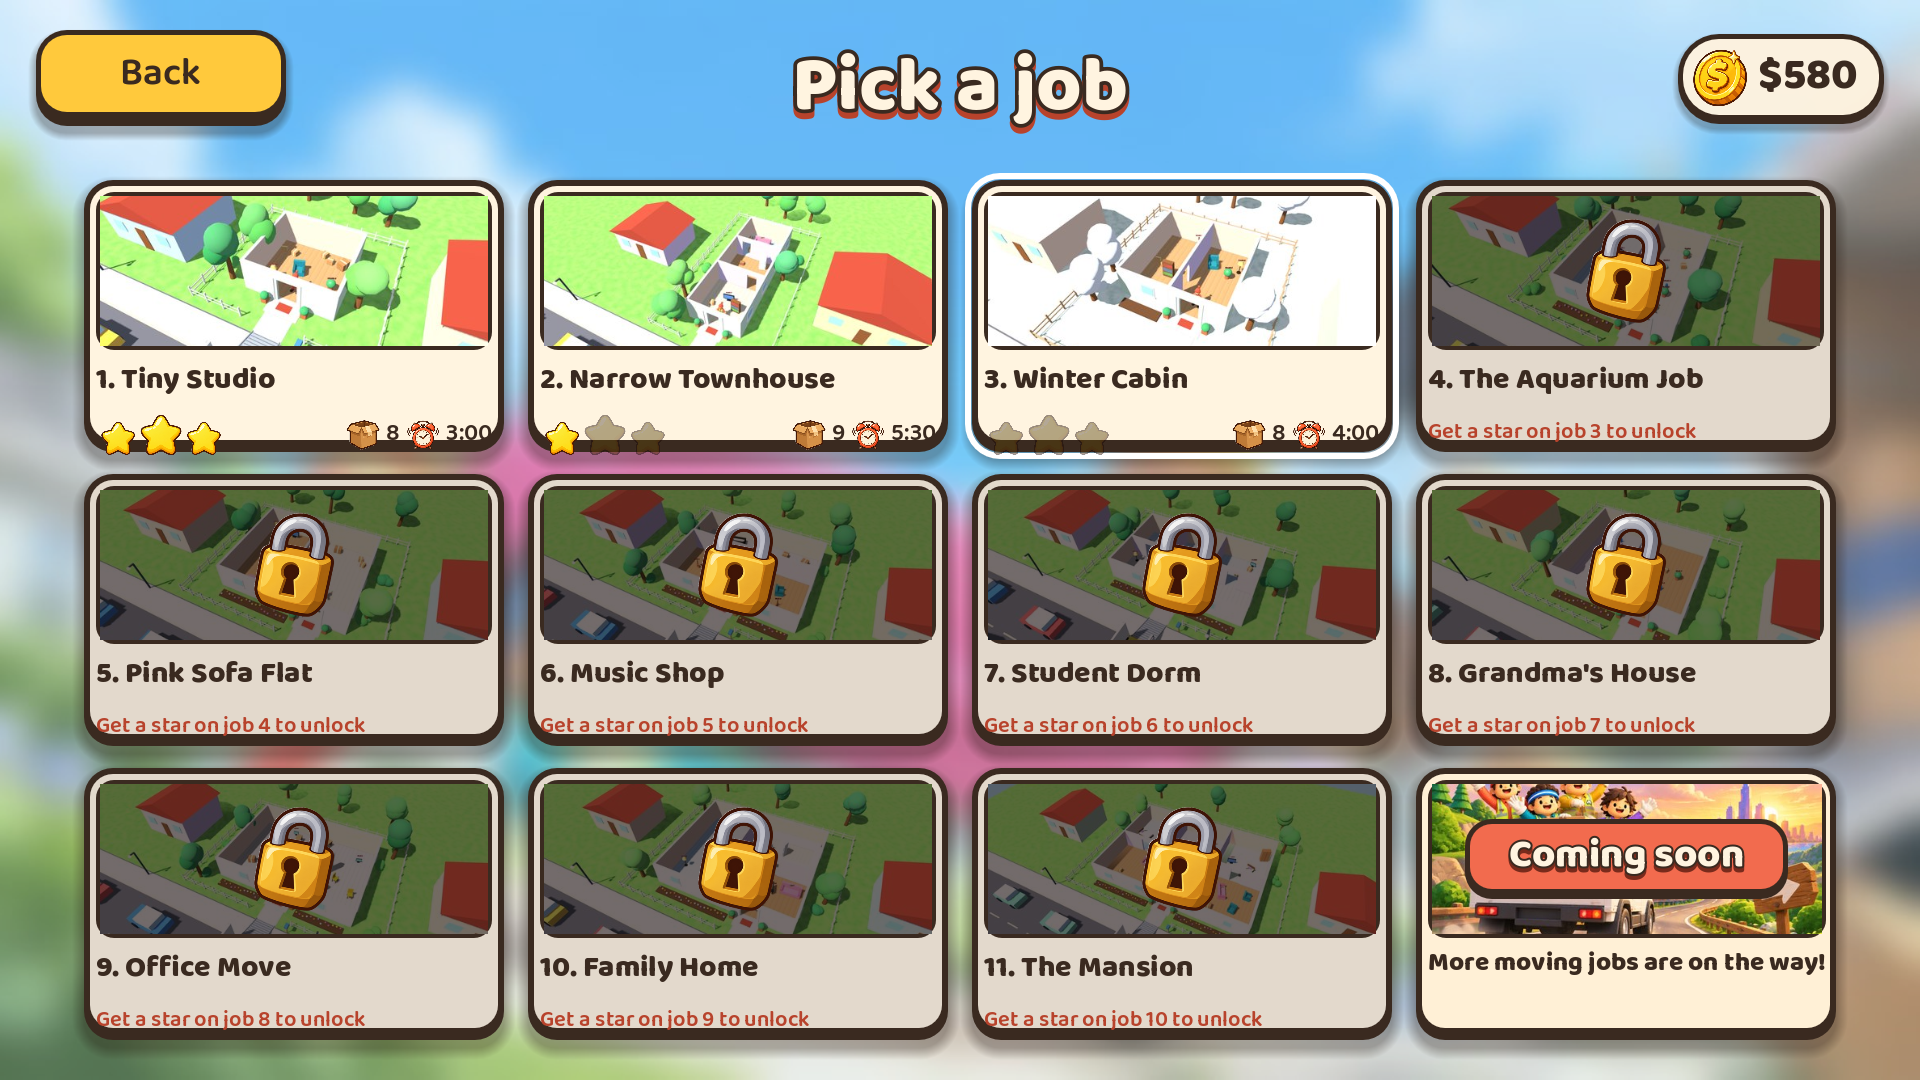 Back
Pick a job
$580
1. Tiny Studio
8 3:00
2. Narrow Townhouse
9 5:30
3. Winter Cabin
8 4:00
4. The Aquarium Job
Get a star on job 3 to unlock
5. Pink Sofa Flat
Get a star on job 4 to unlock
6. Music Shop
Get a star on job 5 to unlock
7. Student Dorm
Get a star on job 6 to unlock
8. Grandma's House
Get a star on job 7 to unlock
9. Office Move
Get a star on job 8 to unlock
10. Family Home
Get a star on job 9 to unlock
11. The Mansion
Get a star on job 10 to unlock
Coming soon
More moving jobs are on the way!